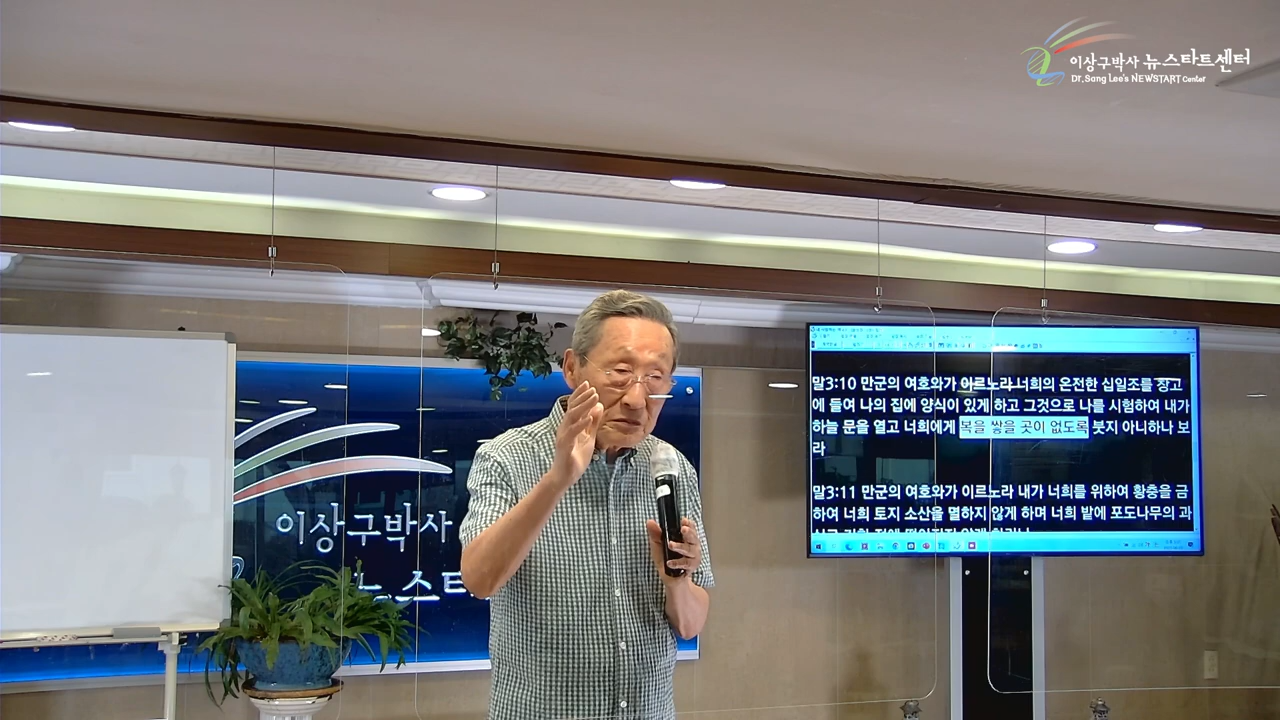 이상구박사 뉴스타트센터
Dr. Sang Lee's NEWSTART Center
이상구박사
뉴스타
말3:10 만군의 여호와가 이르노라 너희의 온전한 십일조를 창고
에 들여 나의 집에 양식이 있게 하고 그것으로 나를 시험하여 내가
하늘 문을 열고 너희에게 복을 쌓을 곳이 없도록 붓지 아니하나 보
라
말3:11 만군의 여호와가 이르노라 내가 너희를 위하여 황충을 금
하여 너희 토지 소산을 멸하지 않게 하며 너희 밭에 포도나무의 과